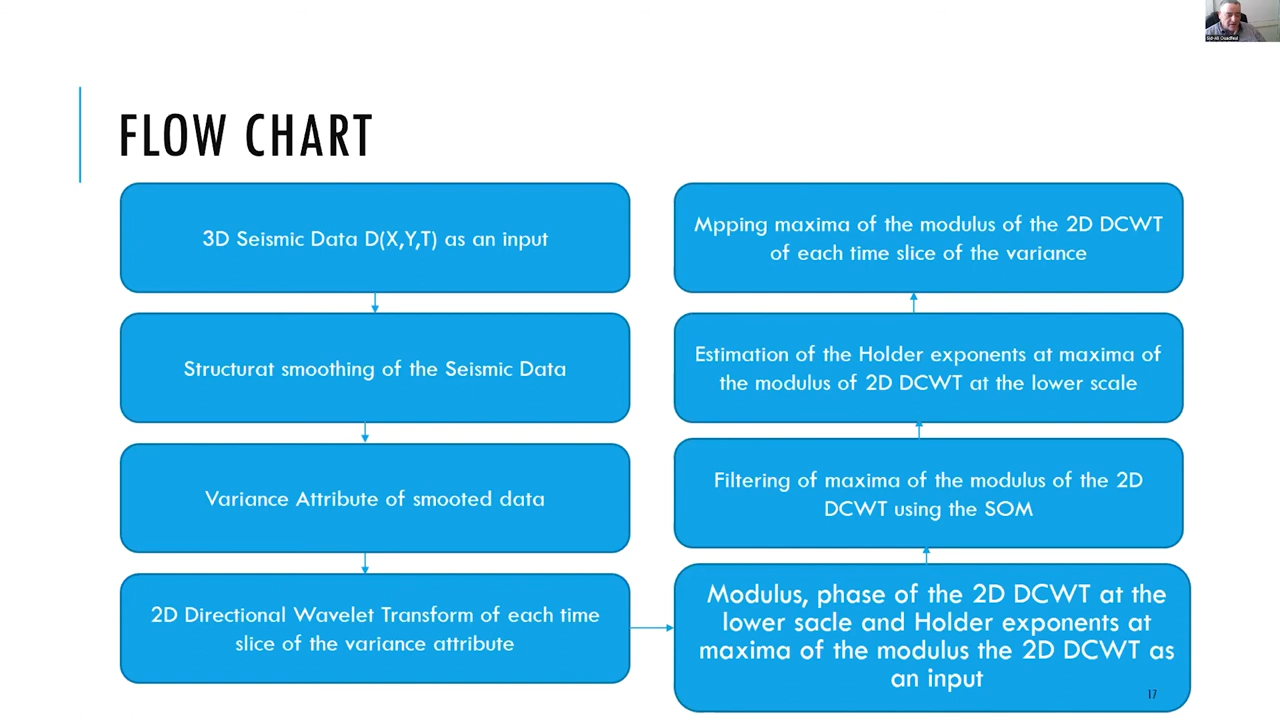 FLOW CHART
3D Seismic Data D(X,Y,T) as an input
Structurat smoothing of the Seismic Data
Variance Attribute of smooted data
2D Directional Wavelet Transform of each time
slice of the variance attribute
Modulus, phase of the 2D DCWT at the
lower sacle and Holder exponents at
maxima of the modulus the 2D DCWT as
an input
Filtering of maxima of the modulus of the 2D
DCWT using the SOM
Estimation of the Holder exponents at maxima of
the modulus of 2D DCWT at the lower scale
Mpping maxima of the modulus of the 2D DCWT
of each time slice of the variance
17